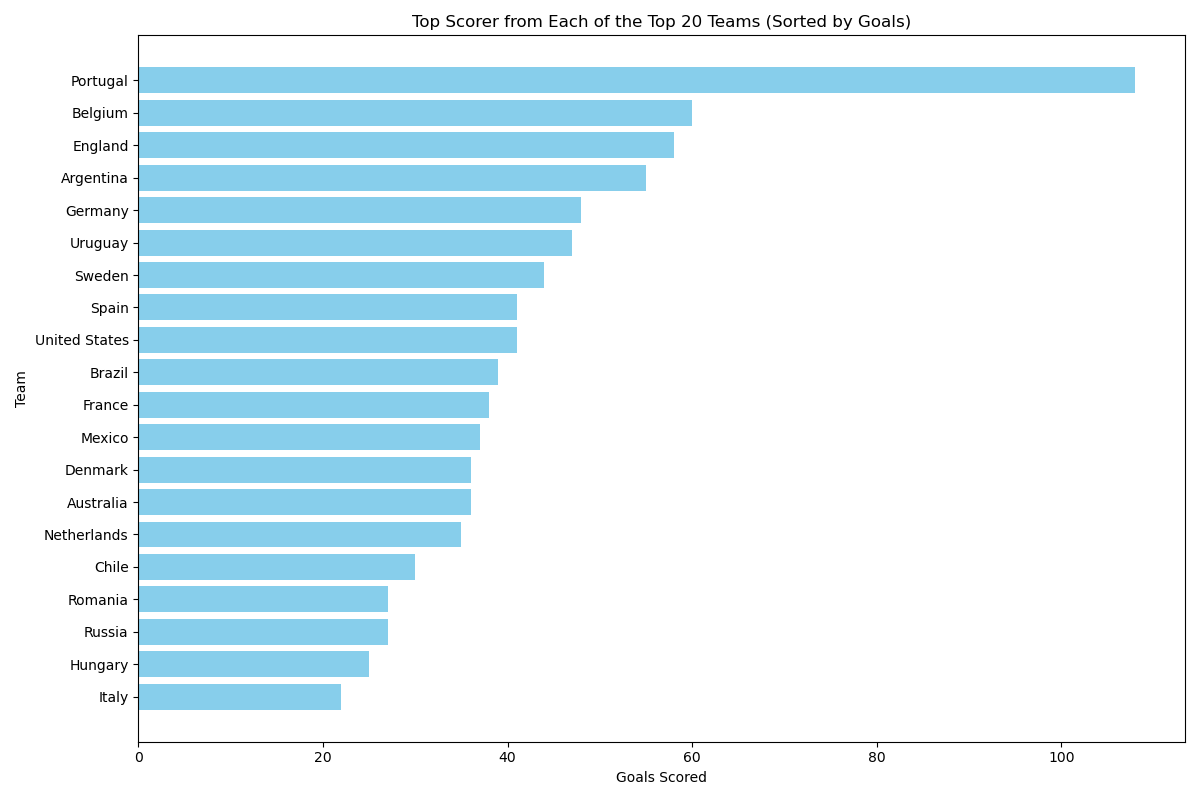 Top Scorer from Each of the Top 20 Teams (Sorted by Goals)
Team
Portugal
Belgium
England
Argentina
Germany
Uruguay
Sweden
Spain
United States
Brazil
France
Mexico
Denmark
Australia
Netherlands
Chile
Romania
Russia
Hungary
Italy
0 20 40 60 80 100
Goals Scored